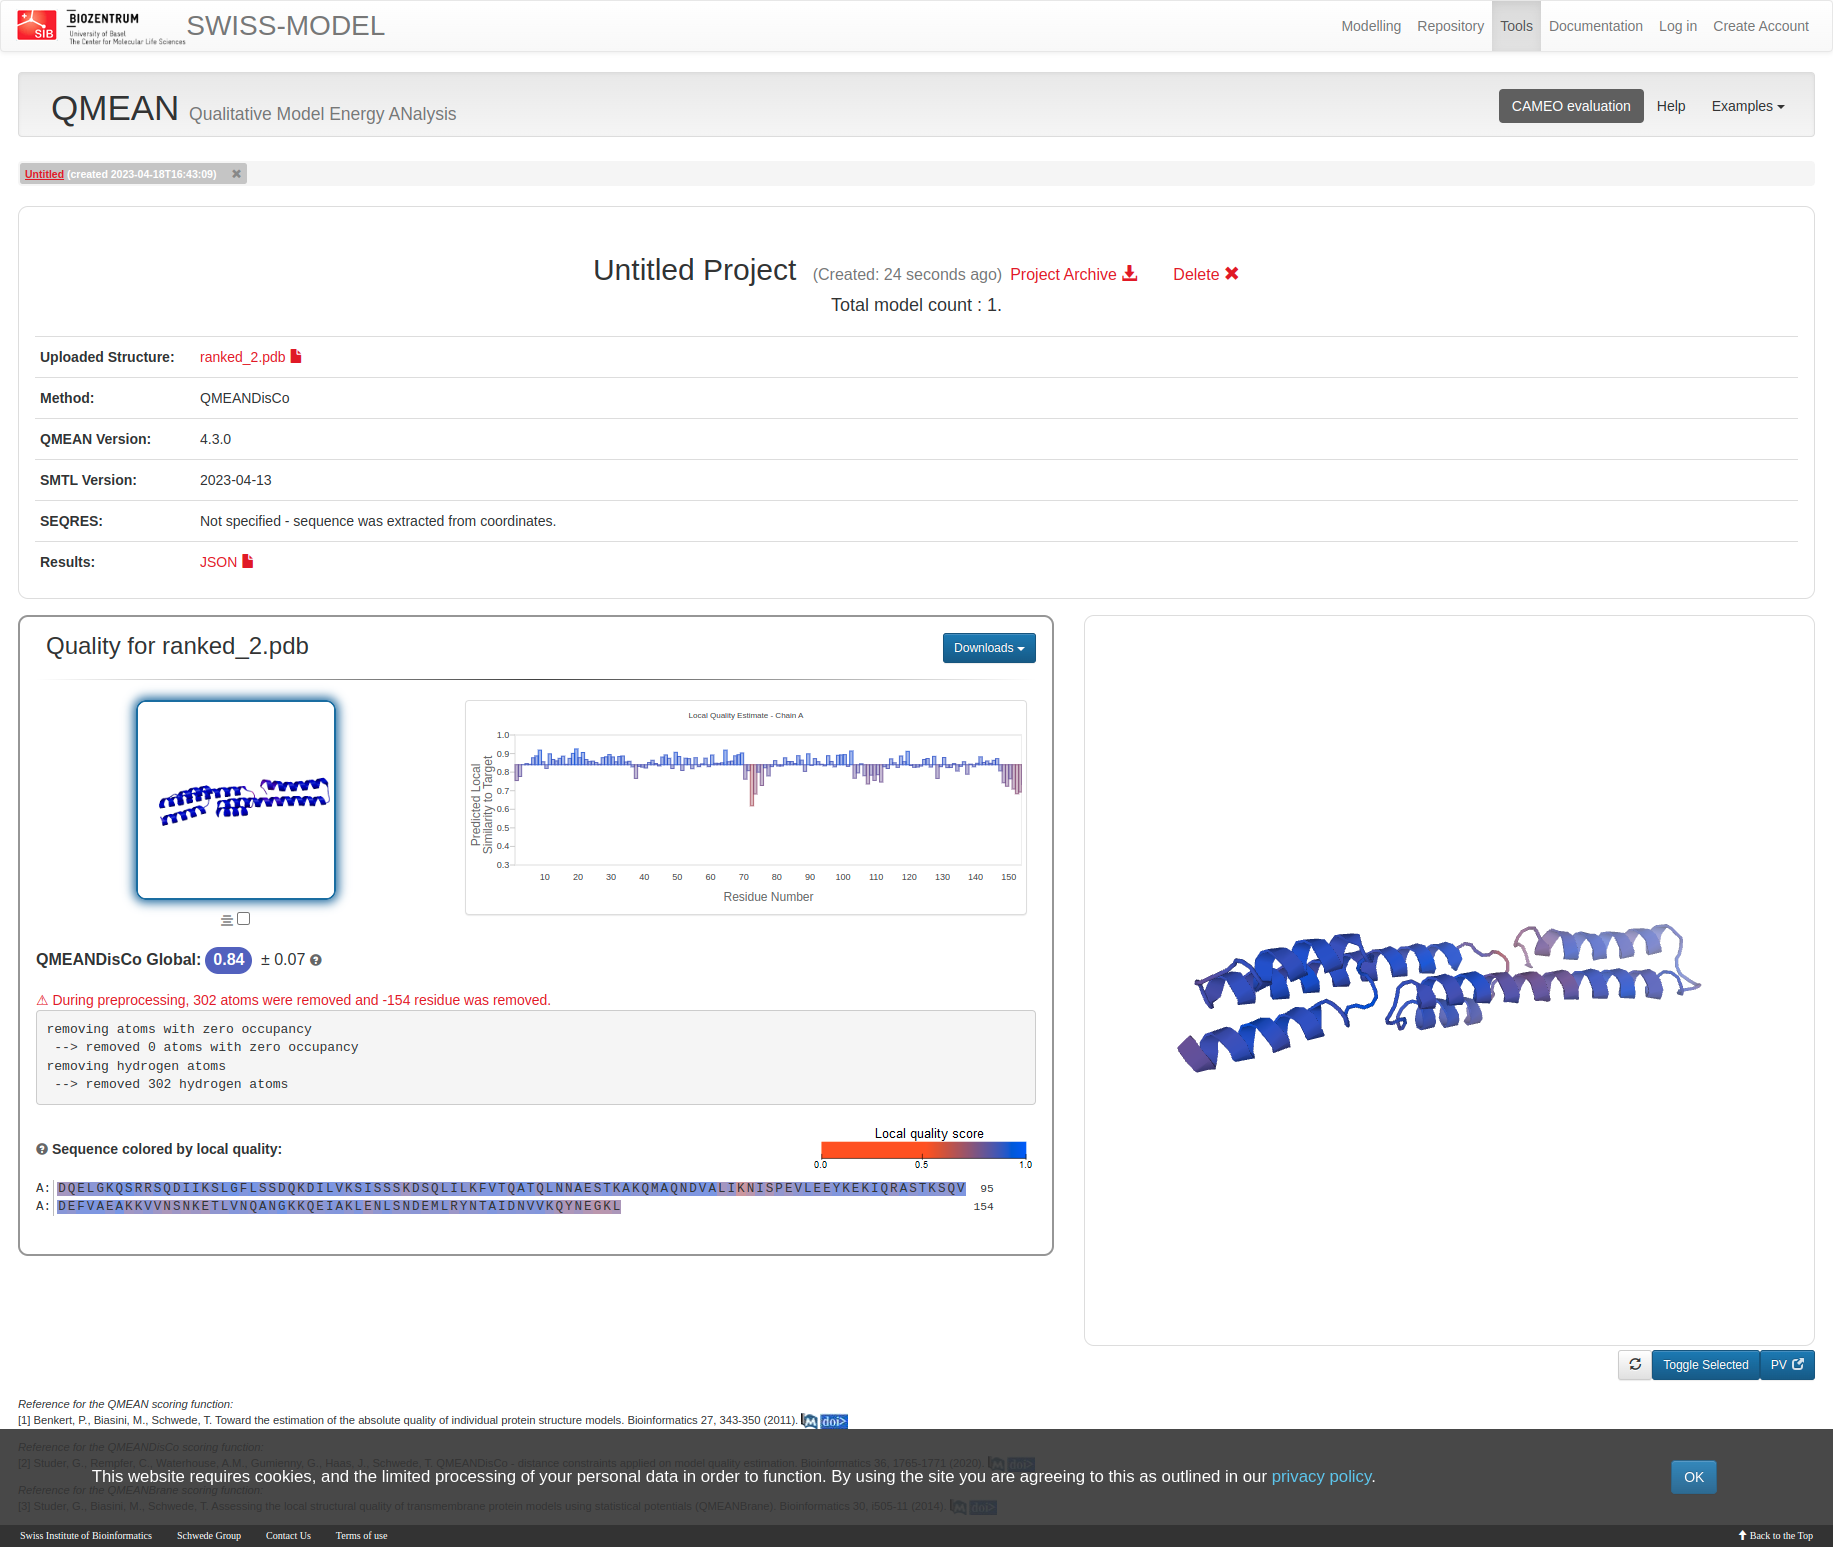 SIB
BIOZENTRUM
University of Basel
The Center for Molecular Life Sciences
SWISS-MODEL
Modelling Repository Tools Documentation Log in Create Account
QMEAN Qualitative Model Energy ANalysis
CAMEO evaluation Help Examples
Untitled (created 2023-04-18T16:43:09)
Untitled Project (Created: 24 seconds ago) Project Archive Delete
Total model count : 1.
Uploaded Structure: ranked_2.pdb
Method: QMEANDisCo
QMEAN Version: 4.3.0
SMTL Version: 2023-04-13
SEQRES: Not specified - sequence was extracted from coordinates.
Results: JSON
Quality for ranked_2.pdb
Downloads
Local Quality Estimate - Chain A
Predicted Local
Similarity to Target
1.0
0.9
0.8
0.7
0.6
0.5
0.4
0.3
10 20 30 40 50 60 70 80 90 100 110 120 130 140 150
Residue Number
QMEANDisCo Global: 0.84 ± 0.07
⚠ During preprocessing, 302 atoms were removed and -154 residue was removed.
removing atoms with zero occupancy
--> removed 0 atoms with zero occupancy
removing hydrogen atoms
--> removed 302 hydrogen atoms
Sequence colored by local quality:
Local quality score
0.0 0.5 1.0
A: DQELGKQSRRSQDIIKSLGFLSSDQKDILVKSISSSKDSQLILKFVTQATQLNNAESTKAKQMAQNDVALIKNISPEVLEEYKEKIQRASTKSQV 95
A: DEFVAEAKKVVNSNKETLVNQANGKKQEIAKLENLSNDEMLRYNTAIDNVVKQYNEGKL 154
Toggle Selected PV
Reference for the QMEAN scoring function:
[1] Benkert, P., Biasini, M., Schwede, T. Toward the estimation of the absolute quality of individual protein structure models. Bioinformatics 27, 343-350 (2011). doi>
Reference for the QMEANDisCo scoring function:
[2] Studer, G., Rempfer, C., Waterhouse, A.M., Gumienny, G., Haas, J., Schwede, T. QMEANDisCo - distance constraints applied on model quality estimation. Bioinformatics 36, 1765-1771 (2020). doi>
This website requires cookies, and the limited processing of your personal data in order to function. By using the site you are agreeing to this as outlined in our privacy policy.
OK
Reference for the QMEANBrane scoring function:
[3] Studer, G., Biasini, M., Schwede, T. Assessing the local structural quality of transmembrane protein models using statistical potentials (QMEANBrane). Bioinformatics 30, i505-11 (2014). doi>
Swiss Institute of Bioinformatics Schwede Group Contact Us Terms of use
Back to the Top